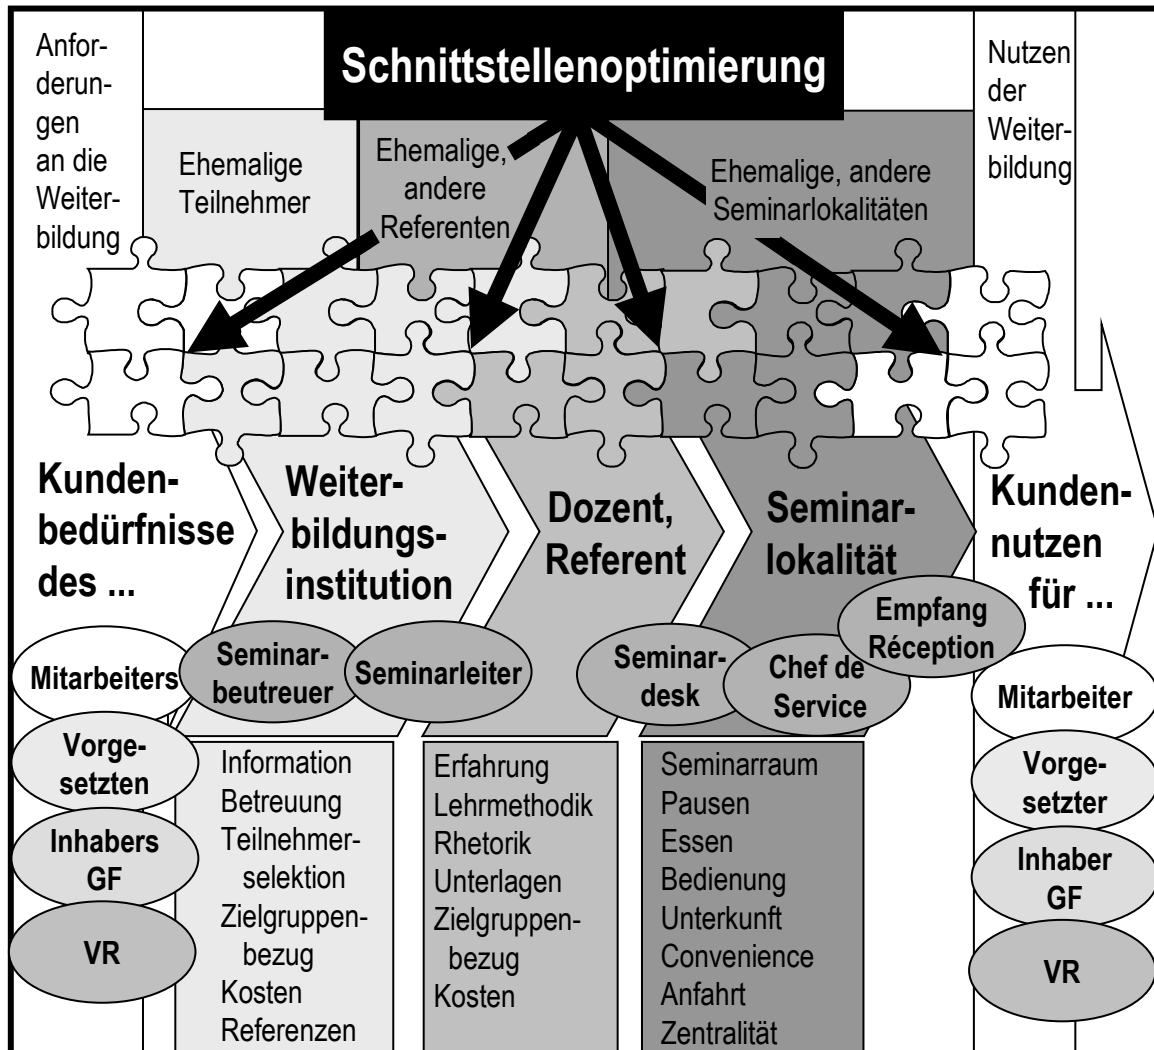 Schnittstellenoptimierung
Anfor-
derun-
gen
an die
Weiter-
bildung
Ehemalige
Teilnehmer
Ehemalige,
andere
Referenten
Ehemalige, andere
Seminarlokalitäten
Nutzen
der
Weiter-
bildung
Kunden-
bedürfnisse
des ...
Weiter-
bildungs-
institution
Dozent,
Referent
Seminar-
lokalität
Kunden-
nutzen
für ...
Mitarbeiters
Vorge-
setzten
Inhabers
GF
VR
Seminar-
beutreuer
Seminarleiter
Seminar-
desk
Chef de
Service
Empfang
Réception
Mitarbeiter
Vorge-
setzter
Inhaber
GF
VR
Information
Betreuung
Teilnehmer-
selektion
Zielgruppen-
bezug
Kosten
Referenzen
Erfahrung
Lehrmethodik
Rhetorik
Unterlagen
Zielgruppen-
bezug
Kosten
Seminarraum
Pausen
Essen
Bedienung
Unterkunft
Convenience
Anfahrt
Zentralität